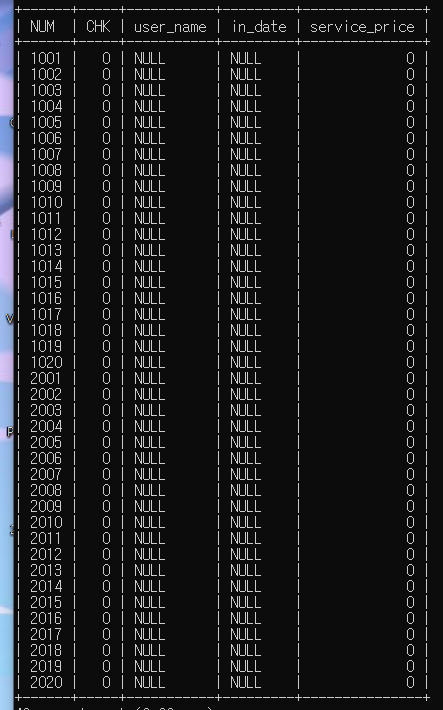 NUM CHK user_name in_date service_price
1001 0 NULL NULL 0
1002 0 NULL NULL 0
1003 0 NULL NULL 0
1004 0 NULL NULL 0
1005 0 NULL NULL 0
1006 0 NULL NULL 0
1007 0 NULL NULL 0
1008 0 NULL NULL 0
1009 0 NULL NULL 0
1010 0 NULL NULL 0
1011 0 NULL NULL 0
1012 0 NULL NULL 0
1013 0 NULL NULL 0
1014 0 NULL NULL 0
1015 0 NULL NULL 0
1016 0 NULL NULL 0
1017 0 NULL NULL 0
1018 0 NULL NULL 0
1019 0 NULL NULL 0
1020 0 NULL NULL 0
2001 0 NULL NULL 0
2002 0 NULL NULL 0
2003 0 NULL NULL 0
2004 0 NULL NULL 0
2005 0 NULL NULL 0
2006 0 NULL NULL 0
2007 0 NULL NULL 0
2008 0 NULL NULL 0
2009 0 NULL NULL 0
2010 0 NULL NULL 0
2011 0 NULL NULL 0
2012 0 NULL NULL 0
2013 0 NULL NULL 0
2014 0 NULL NULL 0
2015 0 NULL NULL 0
2016 0 NULL NULL 0
2017 0 NULL NULL 0
2018 0 NULL NULL 0
2019 0 NULL NULL 0
2020 0 NULL NULL 0